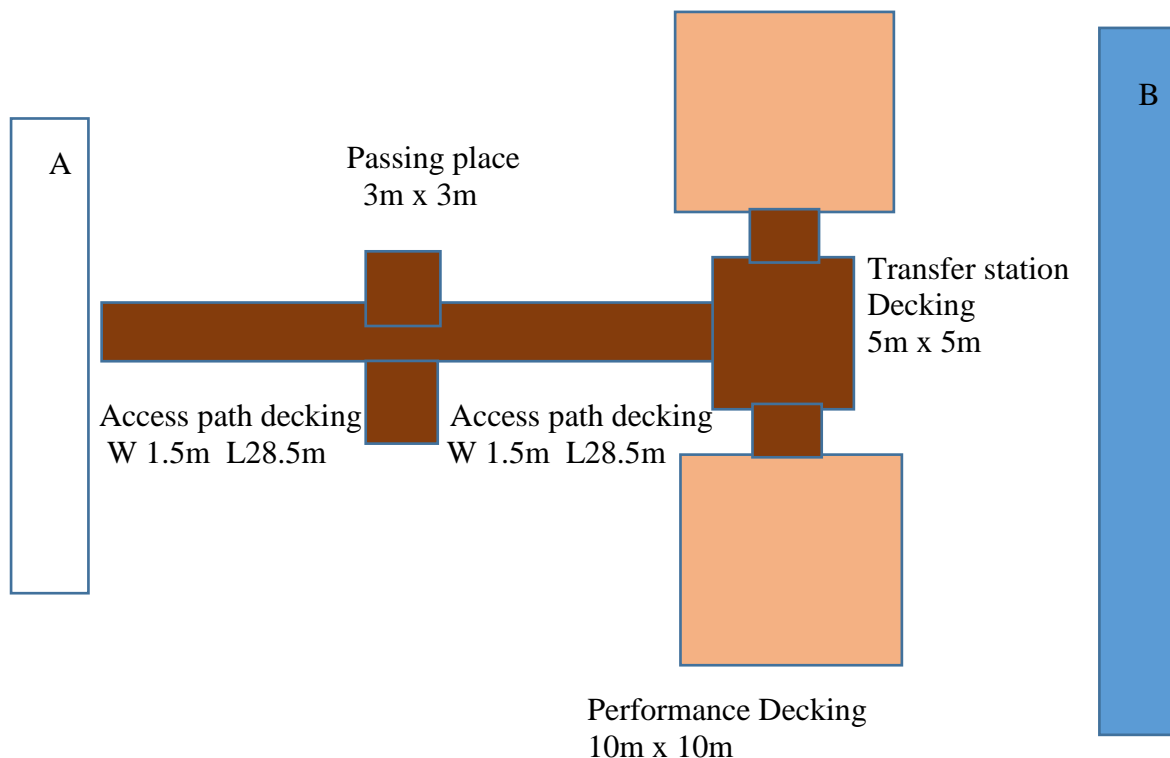 A
B
Passing place
3m x 3m
Transfer station
Decking
5m x 5m
Access path decking
W 1.5m  L28.5m
Access path decking
W 1.5m  L28.5m
Performance Decking
10m x 10m